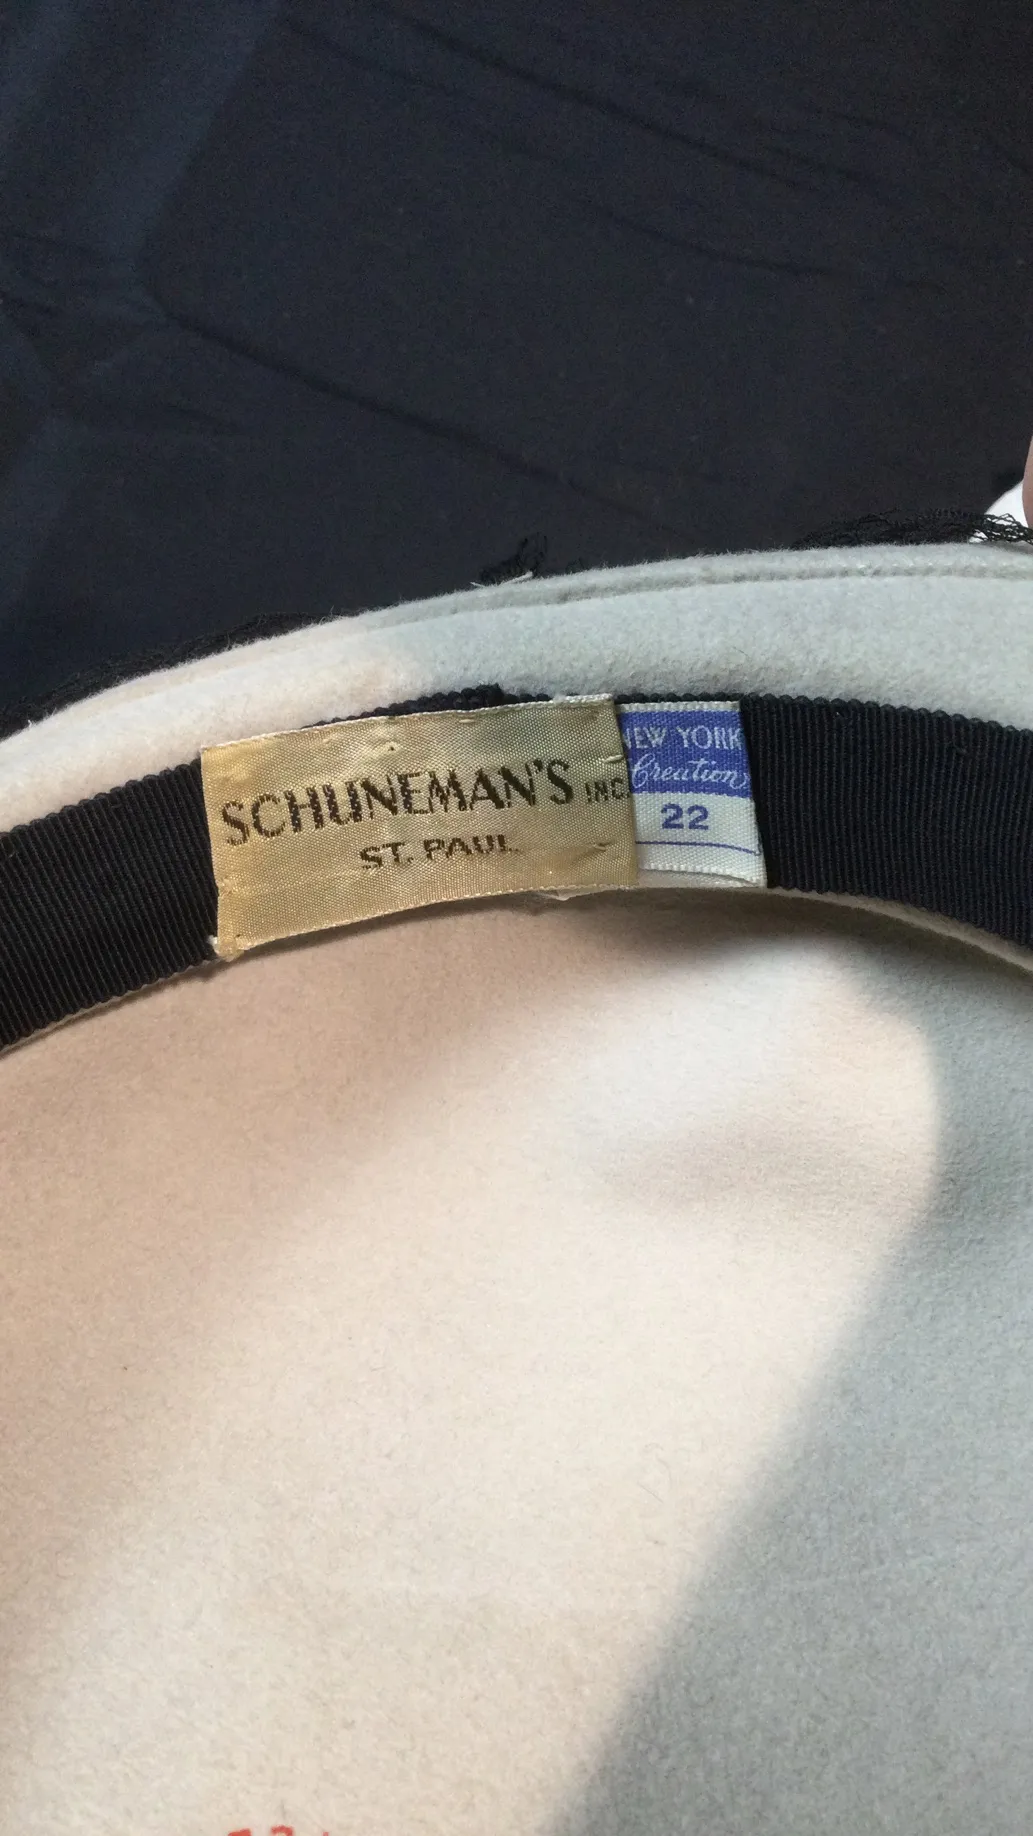 SCHUNEMAN'S INC
ST. PAUL
NEW YORK
Creation
22